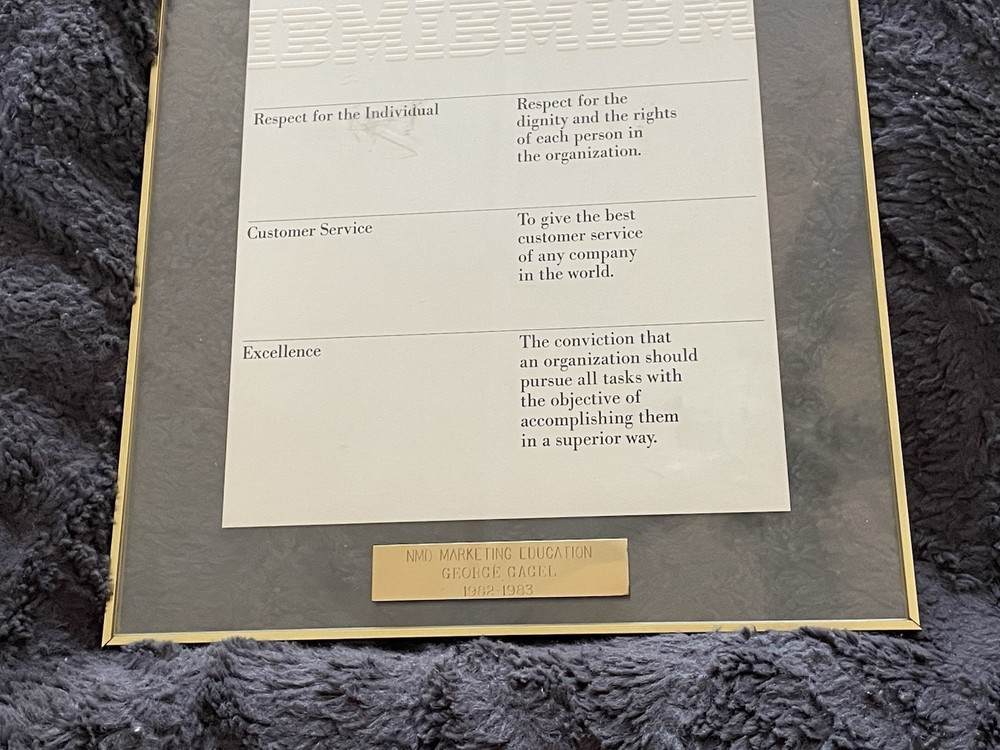 IBM IBM IBM
Respect for the Individual
Respect for the
dignity and the rights
of each person in
the organization.
Customer Service
To give the best
customer service
of any company
in the world.
Excellence
The conviction that
an organization should
pursue all tasks with
the objective of
accomplishing them
in a superior way.
NMD MARKETING EDUCATION
GEORGE GAGEL
1982-1983